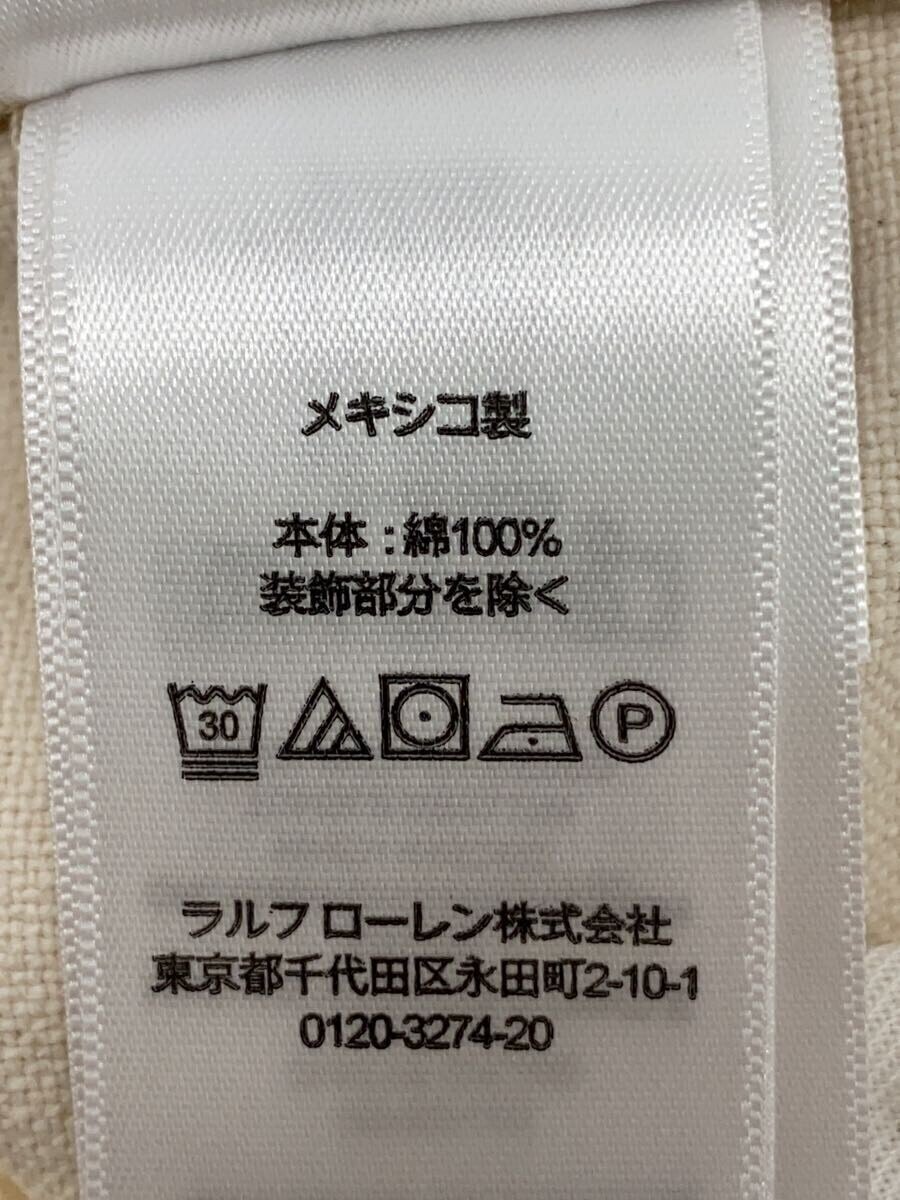 メキシコ製
本体:綿100%
装飾部分を除く
30
P
ラルフ ローレン株式会社
東京都千代田区永田町2-10-1
0120-3274-20